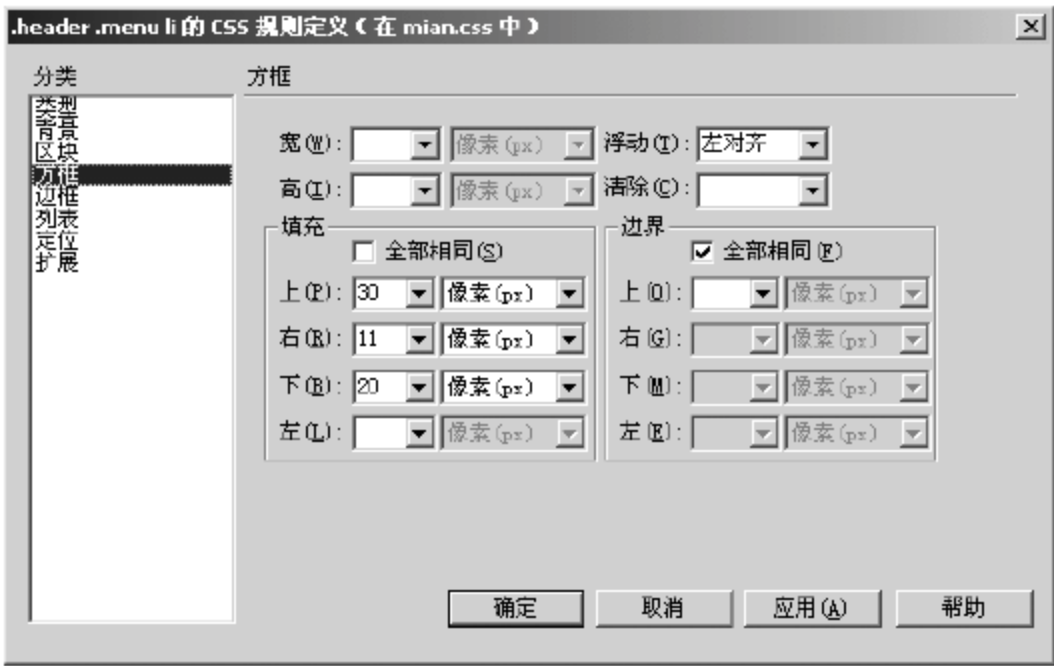 .header .menu li 的 CSS 规则定义（在 mian.css 中）
分类
方框
类型
背景
区块
方框
边框
列表
定位
扩展
宽(W): 像素(px) 浮动(T): 左对齐
高(I): 像素(px) 清除(C):
填充 边界
全部相同(S) 全部相同(F)
上(P): 30 像素(px) 上(O): 像素(px)
右(R): 11 像素(px) 右(G): 像素(px)
下(B): 20 像素(px) 下(M): 像素(px)
左(L): 像素(px) 左(E): 像素(px)
确定 取消 应用(A) 帮助